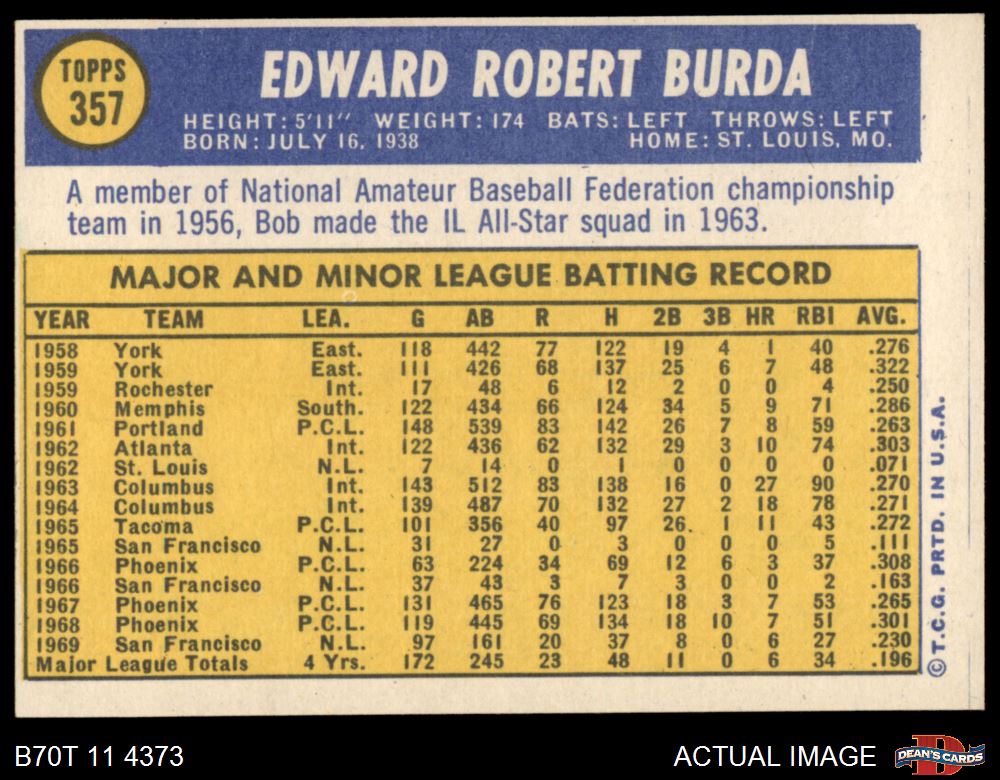 TOPPS
357
EDWARD ROBERT BURDA
HEIGHT: 5'11" WEIGHT: 174 BATS: LEFT THROWS: LEFT
BORN: JULY 16, 1938 HOME: ST. LOUIS, MO.
A member of National Amateur Baseball Federation championship
team in 1956, Bob made the IL All-Star squad in 1963.
MAJOR AND MINOR LEAGUE BATTING RECORD
YEAR TEAM LEA. G AB R H 2B 3B HR RBI AVG.
1958 York East. 118 442 77 122 19 4 1 40 .276
1959 York East. 111 426 68 137 25 6 7 48 .322
1959 Rochester Int. 17 48 6 12 2 0 0 4 .250
1960 Memphis South. 122 434 66 124 34 5 9 71 .286
1961 Portland P.C.L. 148 539 83 142 26 7 8 59 .263
1962 Atlanta Int. 122 436 62 132 29 3 10 74 .303
1962 St. Louis N.L. 7 14 0 1 0 0 0 0 .071
1963 Columbus Int. 143 512 83 138 16 0 27 90 .270
1964 Columbus Int. 139 487 70 132 27 2 18 78 .271
1965 Tacoma P.C.L. 101 356 40 97 26 1 11 43 .272
1965 San Francisco N.L. 31 27 0 3 0 0 0 5 .111
1966 Phoenix P.C.L. 63 224 34 69 12 6 3 37 .308
1966 San Francisco N.L. 37 43 3 7 3 0 0 2 .163
1967 Phoenix P.C.L. 131 465 76 123 18 3 7 53 .265
1968 Phoenix P.C.L. 119 445 69 134 18 10 7 51 .301
1969 San Francisco N.L. 97 161 20 37 8 0 6 27 .230
Major League Totals 4 Yrs. 172 245 23 48 11 0 6 34 .196
© T.C.G. PRTD. IN U.S.A.
B70T 11 4373
ACTUAL IMAGE
DEAN'S CARDS